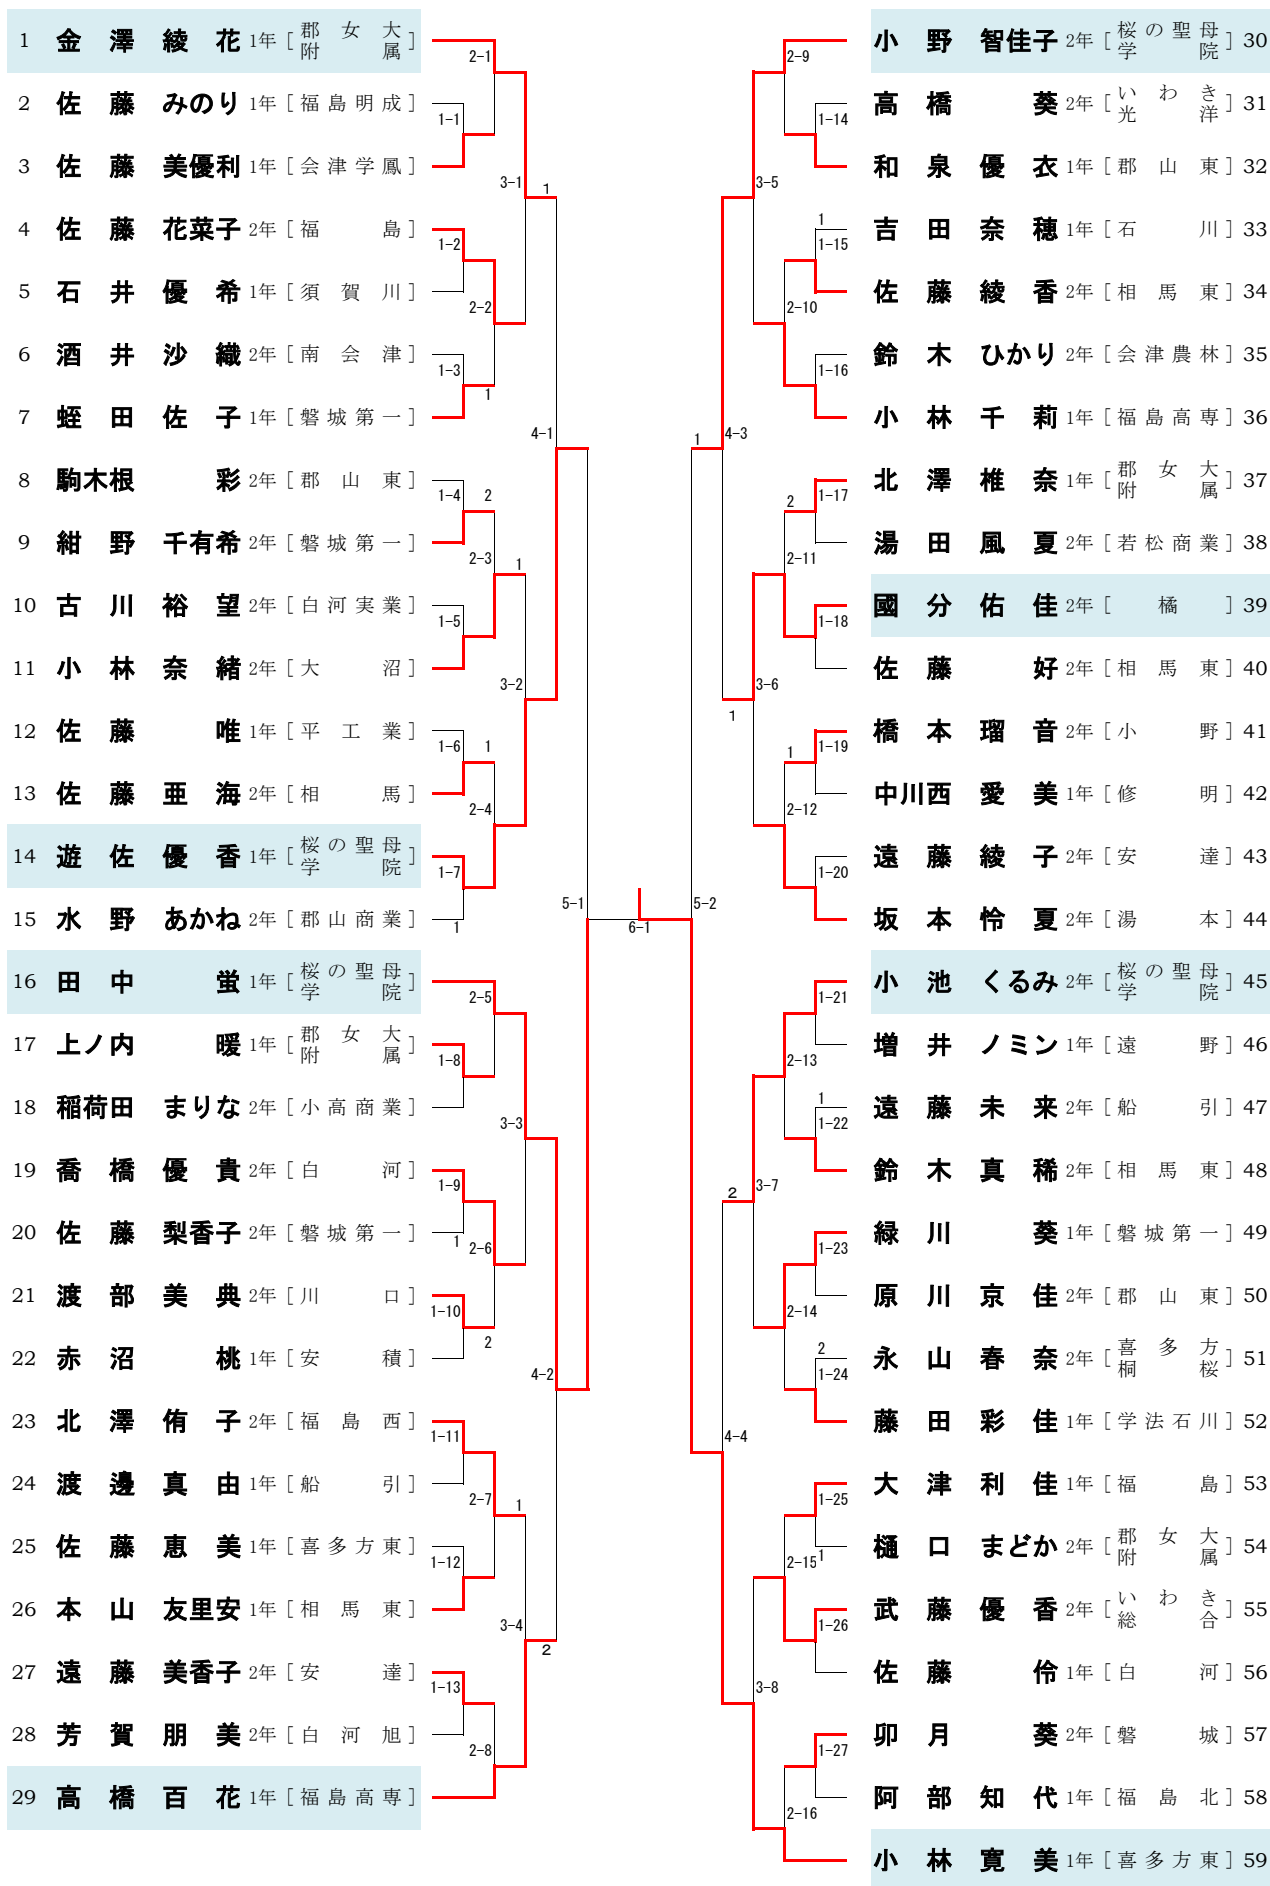 1 金澤 綾花 1年 [郡女大附属]
2 佐藤 みのり 1年 [福島明成]
3 佐藤 美優利 1年 [会津学鳳]
4 佐藤 花菜子 2年 [福島]
5 石井 優希 1年 [須賀川]
6 酒井 沙織 2年 [南会津]
7 蛭田 佐子 1年 [磐城第一]
8 駒木根 彩 2年 [郡山東]
9 紺野 千有希 2年 [磐城第一]
10 古川 裕望 2年 [白河実業]
11 小林 奈緒 2年 [大沼]
12 佐藤 唯 1年 [平工業]
13 佐藤 亜海 2年 [相馬]
14 遊佐 優香 1年 [桜の聖母学院]
15 水野 あかね 2年 [郡山商業]
16 田中 蛍 1年 [桜の聖母学院]
17 上ノ内 暖 1年 [郡女大附属]
18 稲荷田 まりな 2年 [小高商業]
19 喬橋 優貴 2年 [白河]
20 佐藤 梨香子 2年 [磐城第一]
21 渡部 美典 2年 [川口]
22 赤沼 桃 1年 [安積]
23 北澤 侑子 2年 [福島西]
24 渡邊 真由 1年 [船引]
25 佐藤 恵美 1年 [喜多方東]
26 本山 友里安 1年 [相馬東]
27 遠藤 美香子 2年 [安達]
28 芳賀 朋美 2年 [白河旭]
29 高橋 百花 1年 [福島高専]
2-1
1-1
3-1
1
1-2
2-2
1-3
1
4-1
1-4
2
2-3
1
1-5
3-2
1-6
1
2-4
1-7
1
5-1
2-5
1-8
3-3
1-9
1
2-6
1-10
2
4-2
1-11
2-7
1
1-12
3-4
2
1-13
2-8
6-1
2-9
1-14
3-5
1
1-15
2-10
1-16
1
4-3
1-17
2
2-11
1-18
3-6
1
1
1-19
2-12
1-20
5-2
1-21
2-13
1
1-22
3-7
2
1-23
2-14
2
1-24
4-4
1-25
1
2-15
1-26
3-8
1-27
2-16
小野 智佳子 2年 [桜の聖母学院] 30
高橋 葵 2年 [いわき光洋] 31
和泉 優衣 1年 [郡山東] 32
吉田 奈穂 1年 [石川] 33
佐藤 綾香 2年 [相馬東] 34
鈴木 ひかり 2年 [会津農林] 35
小林 千莉 1年 [福島高専] 36
北澤 椎奈 1年 [郡女大附属] 37
湯田 風夏 2年 [若松商業] 38
國分 佑佳 2年 [橘] 39
佐藤 好 2年 [相馬東] 40
橋本 瑠音 2年 [小野] 41
中川西 愛美 1年 [修明] 42
遠藤 綾子 2年 [安達] 43
坂本 怜夏 2年 [湯本] 44
小池 くるみ 2年 [桜の聖母学院] 45
増井 ノミン 1年 [遠野] 46
遠藤 未来 2年 [船引] 47
鈴木 真稀 2年 [相馬東] 48
緑川 葵 1年 [磐城第一] 49
原川 京佳 2年 [郡山東] 50
永山 春奈 2年 [喜多方桐桜] 51
藤田 彩佳 1年 [学法石川] 52
大津 利佳 1年 [福島] 53
樋口 まどか 2年 [郡女大附属] 54
武藤 優香 2年 [いわき総合] 55
佐藤 伶 1年 [白河] 56
卯月 葵 2年 [磐城] 57
阿部 知代 1年 [福島北] 58
小林 寛美 1年 [喜多方東] 59